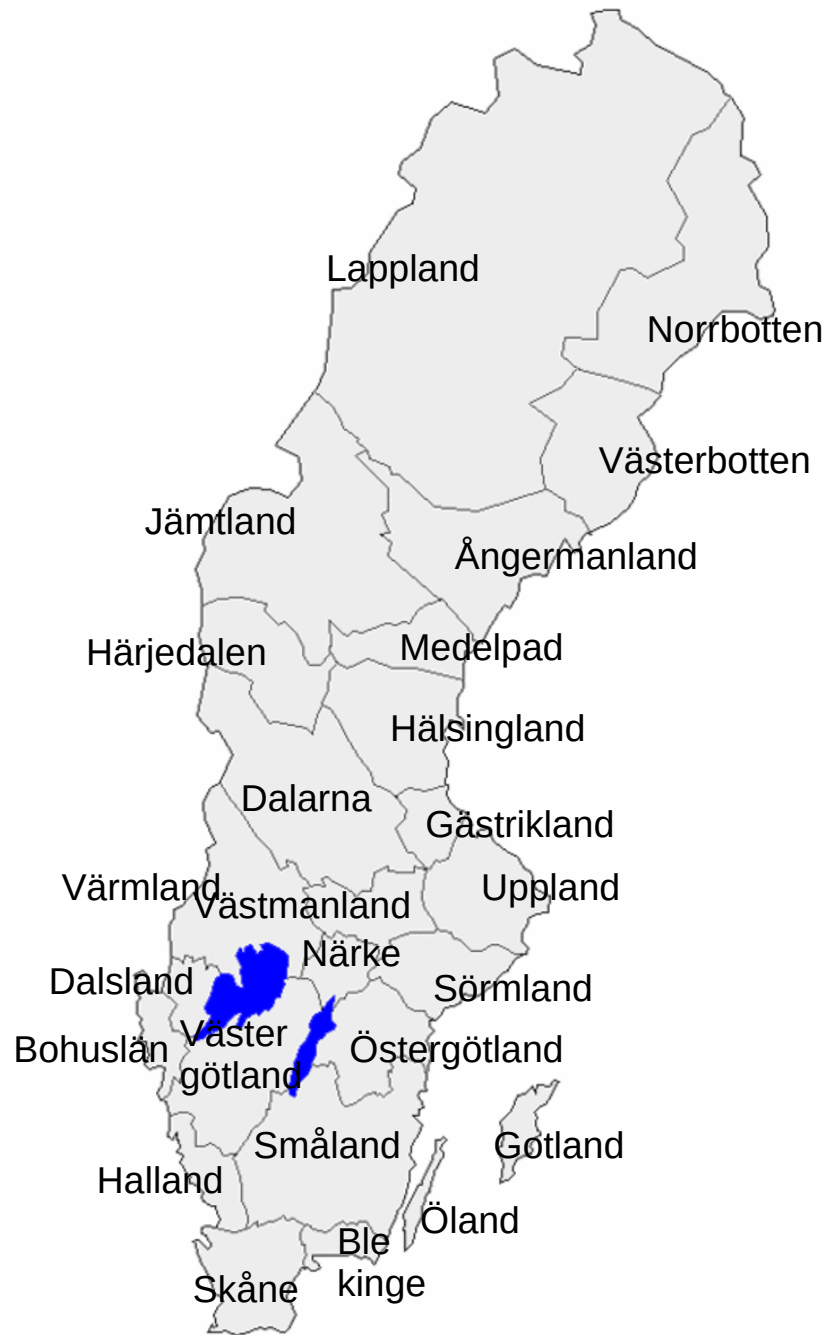 Lappland
Norrbotten
Västerbotten
Jämtland
Ångermanland
Härjedalen
Medelpad
Hälsingland
Dalarna
Gästrikland
Värmland
Uppland
Västmanland
Närke
Dalsland
Sörmland
Bohuslän
Väster
götland
Östergötland
Småland
Gotland
Halland
Öland
Ble
kinge
Skåne